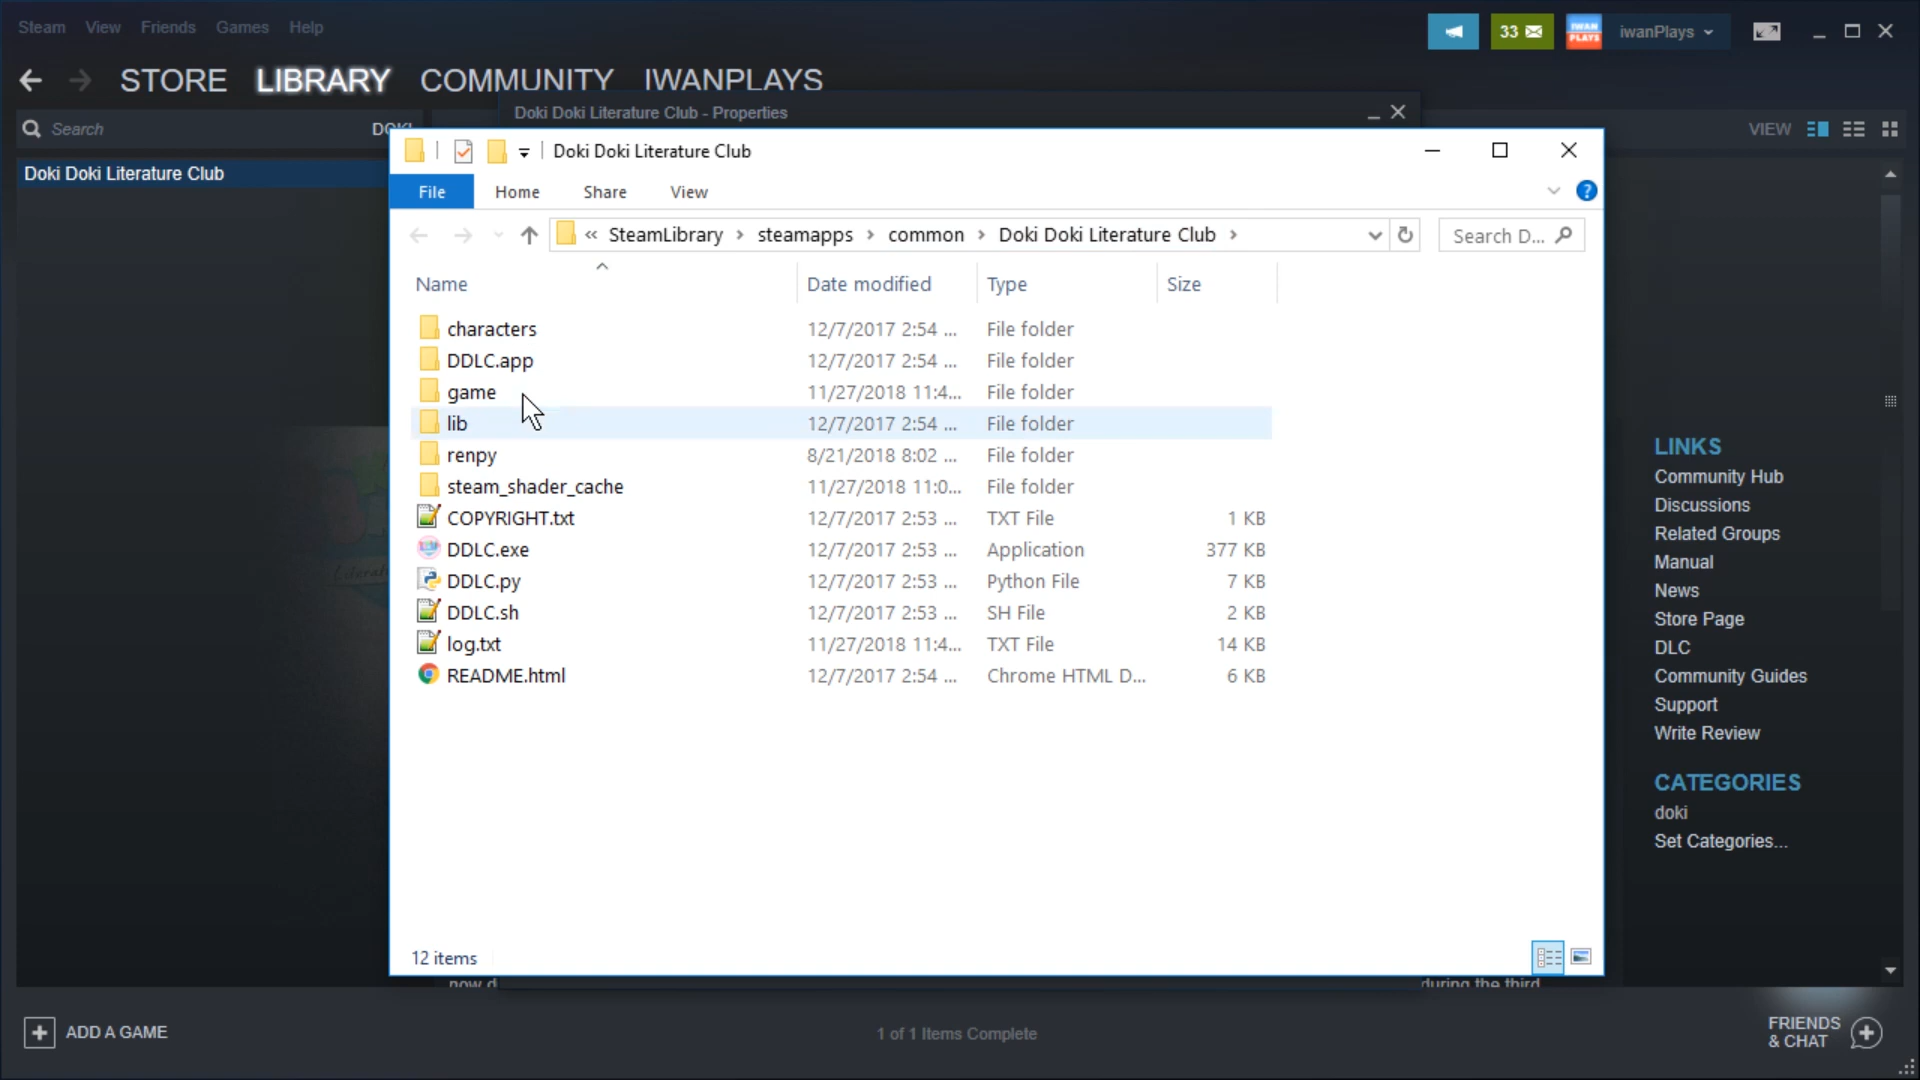 Steam View Friends Games Help
33
IWAN PLAYS
iwanPlays
STORE LIBRARY COMMUNITY IWANPLAYS
Doki Doki Literature Club - Properties
Search
DOKI
VIEW
Doki Doki Literature Club
Doki Doki Literature Club
File Home Share View
« SteamLibrary › steamapps › common › Doki Doki Literature Club ›
Search D...
Name Date modified Type Size
characters 12/7/2017 2:54 ... File folder
DDLC.app 12/7/2017 2:54 ... File folder
game 11/27/2018 11:4... File folder
lib 12/7/2017 2:54 ... File folder
renpy 8/21/2018 8:02 ... File folder
steam_shader_cache 11/27/2018 11:0... File folder
COPYRIGHT.txt 12/7/2017 2:53 ... TXT File 1 KB
DDLC.exe 12/7/2017 2:53 ... Application 377 KB
DDLC.py 12/7/2017 2:53 ... Python File 7 KB
DDLC.sh 12/7/2017 2:53 ... SH File 2 KB
log.txt 11/27/2018 11:4... TXT File 14 KB
README.html 12/7/2017 2:54 ... Chrome HTML D... 6 KB
12 items
LINKS
Community Hub
Discussions
Related Groups
Manual
News
Store Page
DLC
Community Guides
Support
Write Review
CATEGORIES
doki
Set Categories...
during the third
ADD A GAME
1 of 1 Items Complete
FRIENDS
& CHAT